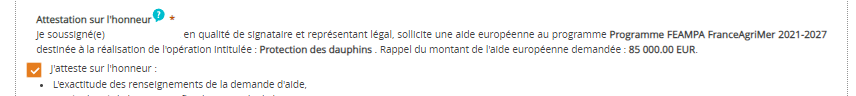 Attestation sur l'honneur ? *
je soussigné(e) en qualité de signataire et représentant légal, sollicite une aide européenne au programme Programme FEAMPA FranceAgriMer 2021-2027
destinée à la réalisation de l'opération intitulée : Protection des dauphins . Rappel du montant de l'aide européenne demandée : 85 000.00 EUR.
J'atteste sur l'honneur :
• L'exactitude des renseignements de la demande d'aide,